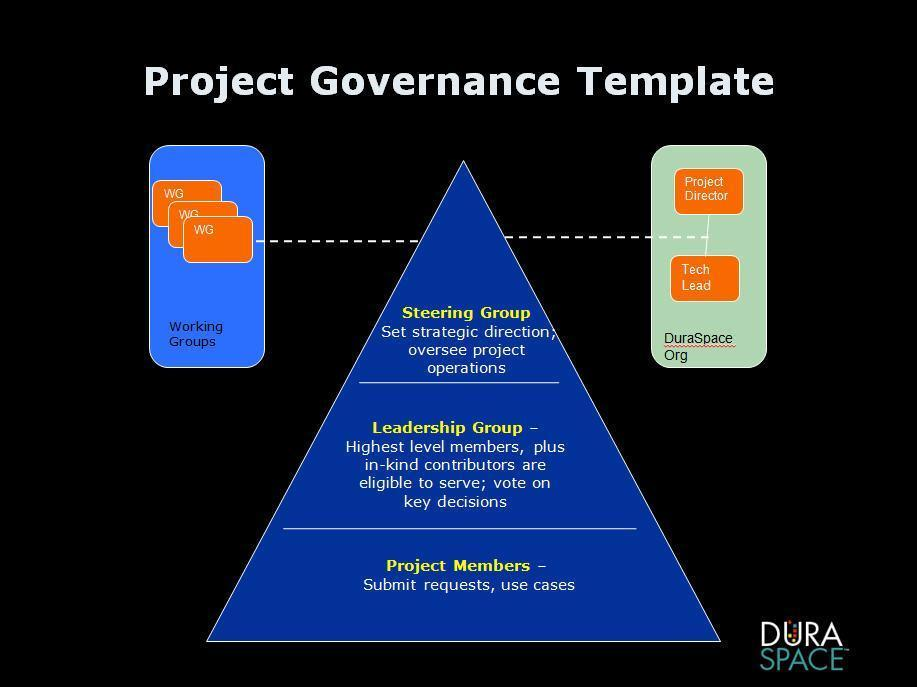 Project Governance Template
WG
WG
WG
Working
Groups
Project
Director
Tech
Lead
DuraSpace
Org
Steering Group
Set strategic direction;
oversee project
operations
Leadership Group –
Highest level members, plus
in-kind contributors are
eligible to serve; vote on
key decisions
Project Members –
Submit requests, use cases
DURA
SPACE™